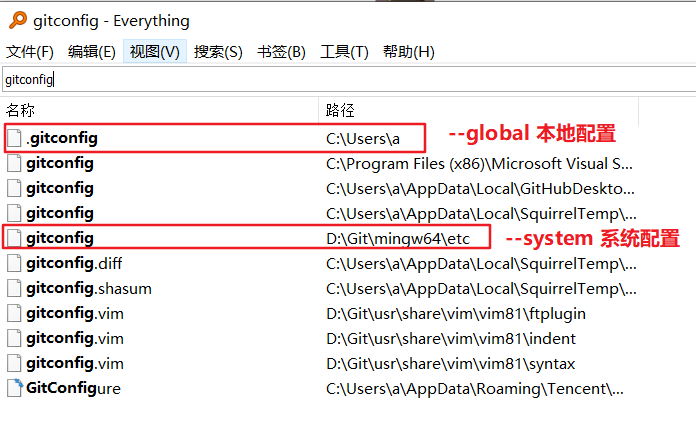 gitconfig - Everything
文件(F) 编辑(E) 视图(V) 搜索(S) 书签(B) 工具(T) 帮助(H)
gitconfig
名称 路径
.gitconfig C:\Users\a --global 本地配置
gitconfig C:\Program Files (x86)\Microsoft Visual S...
gitconfig C:\Users\a\AppData\Local\GitHubDeskto...
gitconfig C:\Users\a\AppData\Local\SquirrelTemp\...
gitconfig D:\Git\mingw64\etc --system 系统配置
gitconfig.diff C:\Users\a\AppData\Local\SquirrelTemp\...
gitconfig.shasum C:\Users\a\AppData\Local\SquirrelTemp\...
gitconfig.vim D:\Git\usr\share\vim\vim81\ftplugin
gitconfig.vim D:\Git\usr\share\vim\vim81\indent
gitconfig.vim D:\Git\usr\share\vim\vim81\syntax
GitConfigure C:\Users\a\AppData\Roaming\Tencent\...